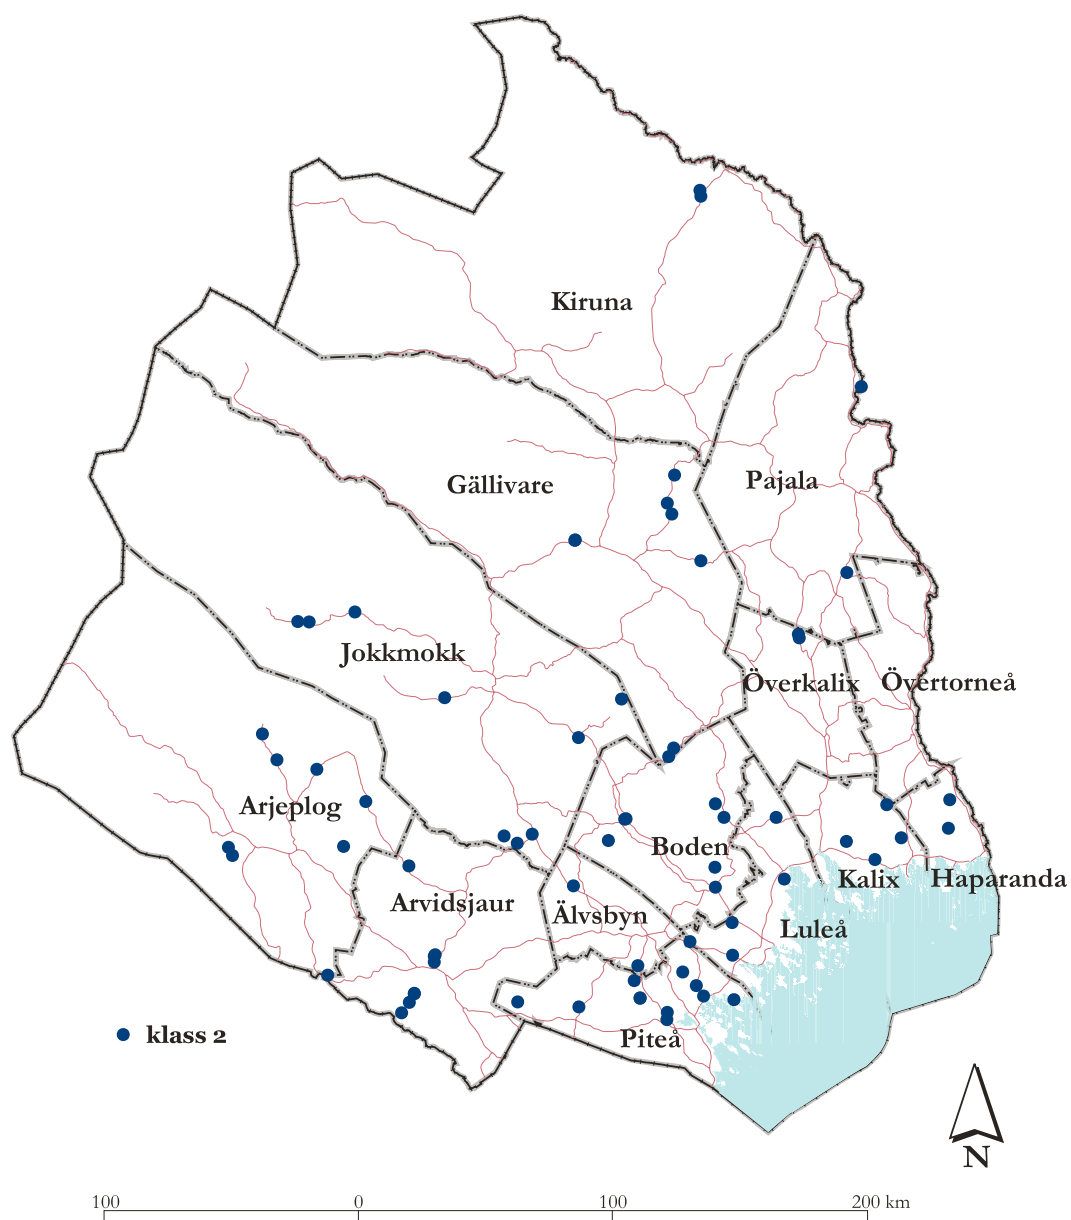 Kiruna
Gällivare
Pajala
Jokkmokk
Överkalix
Övertorneå
Arjeplog
Boden
Kalix
Haparanda
Arvidsjaur
Älvsbyn
Luleå
Piteå
klass 2
N
100 0 100 200 km